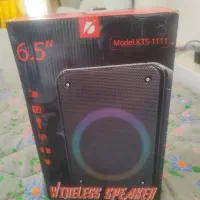 6.5"
Model:KTS-1111
WIRELESS SPEAKER